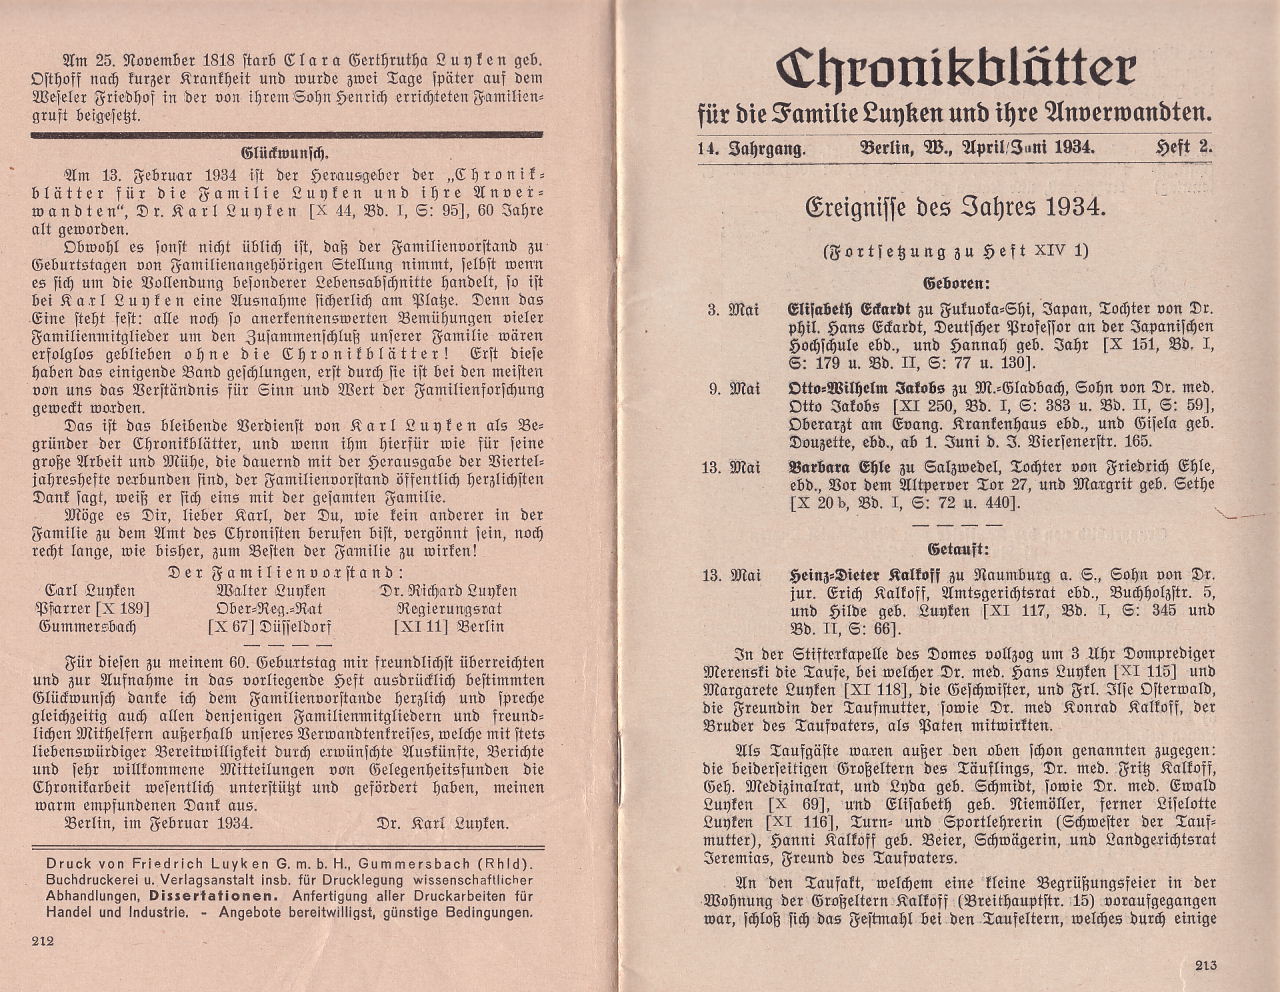 Am 25. November 1818 starb Clara Gerthrutha Luyken geb.
Osthoff nach kurzer Krankheit und wurde zwei Tage später auf dem
Weseler Friedhof in der von ihrem Sohn Henrich errichteten Familien-
gruft beigesetzt.
Glückwunsch.
Am 13. Februar 1934 ist der Herausgeber der „Chronik-
blätter für die Familie Luyken und ihre Anver-
wandten“, Dr. Karl Luyken [X 44, Bd. I, S: 95], 60 Jahre
alt geworden.
Obwohl es sonst nicht üblich ist, daß der Familienvorstand zu
Geburtstagen von Familienangehörigen Stellung nimmt, selbst wenn
es sich um die Vollendung besonderer Lebensabschnitte handelt, so ist
bei Karl Luyken eine Ausnahme sicherlich am Platze. Denn das
Eine steht fest: alle noch so anerkennenswerten Bemühungen vieler
Familienmitglieder um den Zusammenschluß unserer Familie wären
erfolglos geblieben ohne die Chronikblätter! Erst diese
haben das einigende Band geschlungen, erst durch sie ist bei den meisten
von uns das Verständnis für Sinn und Wert der Familienforschung
geweckt worden.
Das ist das bleibende Verdienst von Karl Luyken als Be-
gründer der Chronikblätter, und wenn ihm hierfür wie für seine
große Arbeit und Mühe, die dauernd mit der Herausgabe der Viertel-
jahreshefte verbunden sind, der Familienvorstand öffentlich herzlichsten
Dank sagt, weiß er sich eins mit der gesamten Familie.
Möge es Dir, lieber Karl, der Du, wie kein anderer in der
Familie zu dem Amt des Chronisten berufen bist, vergönnt sein, noch
recht lange, wie bisher, zum Besten der Familie zu wirken!
Der Familienvorstand:
Carl Luyken Walter Luyken Dr. Richard Luyken
Pfarrer [X 189] Ober-Reg.-Rat Regierungsrat
Gummersbach [X 67] Düsseldorf [XI 11] Berlin
Für diesen zu meinem 60. Geburtstag mir freundlichst überreichten
und zur Aufnahme in das vorliegende Heft ausdrücklich bestimmten
Glückwunsch danke ich dem Familienvorstande herzlich und spreche
gleichzeitig auch allen denjenigen Familienmitgliedern und freund-
lichen Mithelfern außerhalb unseres Verwandtenkreises, welche mit stets
liebenswürdiger Bereitwilligkeit durch erwünschte Auskünfte, Berichte
und sehr willkommene Mitteilungen von Gelegenheitsfunden die
Chronikarbeit wesentlich unterstützt und gefördert haben, meinen
warm empfundenen Dank aus.
Berlin, im Februar 1934. Dr. Karl Luyken.
Druck von Friedrich Luyken G. m. b. H., Gummersbach (Rhld).
Buchdruckerei u. Verlagsanstalt insb. für Drucklegung wissenschaftlicher
Abhandlungen, Dissertationen. Anfertigung aller Druckarbeiten für
Handel und Industrie. - Angebote bereitwilligst, günstige Bedingungen.
212
Chronikblätter
für die Familie Luyken und ihre Anverwandten.
14. Jahrgang. Berlin, W., April/Juni 1934. Heft 2.
Ereignisse des Jahres 1934.
(Fortsetzung zu Heft XIV 1)
Geboren:
3. Mai Elisabeth Eckardt zu Fukuoka-Shi, Japan, Tochter von Dr.
phil. Hans Eckardt, Deutscher Professor an der Japanischen
Hochschule ebd., und Hannah geb. Jahr [X 151, Bd. I,
S: 179 u. Bd. II, S: 77 u. 130].
9. Mai Otto-Wilhelm Jakobs zu M.-Gladbach, Sohn von Dr. med.
Otto Jakobs [XI 250, Bd. I, S: 383 u. Bd. II, S: 59],
Oberarzt am Evang. Krankenhaus ebd., und Gisela geb.
Douzette, ebd., ab 1. Juni d. J. Viersenerstr. 165.
13. Mai Barbara Ehle zu Salzwedel, Tochter von Friedrich Ehle,
ebd., Vor dem Altperver Tor 27, und Margrit geb. Sethe
[X 20b, Bd. I, S: 72 u. 440].
Getauft:
13. Mai Heinz-Dieter Kalkoff zu Naumburg a. S., Sohn von Dr.
jur. Erich Kalkoff, Amtsgerichtsrat ebd., Buchholzstr. 5,
und Hilde geb. Luyken [XI 117, Bd. I, S: 345 und
Bd. II, S: 66].
In der Stifterkapelle des Domes vollzog um 3 Uhr Domprediger
Merenski die Taufe, bei welcher Dr. med. Hans Luyken [XI 115] und
Margarete Luyken [XI 118], die Geschwister, und Frl. Ilse Osterwald,
die Freundin der Taufmutter, sowie Dr. med Konrad Kalkoff, der
Bruder des Taufvaters, als Paten mitwirkten.
Als Taufgäste waren außer den oben schon genannten zugegen:
die beiderseitigen Großeltern des Täuflings, Dr. med. Fritz Kalkoff,
Geh. Medizinalrat, und Lyda geb. Schmidt, sowie Dr. med. Ewald
Luyken [X 69], und Elisabeth geb. Niemöller, ferner Liselotte
Luyken [XI 116], Turn- und Sportlehrerin (Schwester der Tauf-
mutter), Hanni Kalkoff geb. Beier, Schwägerin, und Landgerichtsrat
Jeremias, Freund des Taufvaters.
An den Taufakt, welchem eine kleine Begrüßungsfeier in der
Wohnung der Großeltern Kalkoff (Breithauptstr. 15) voraufgegangen
war, schloß sich das Festmahl bei den Taufeltern, welches durch einige
213